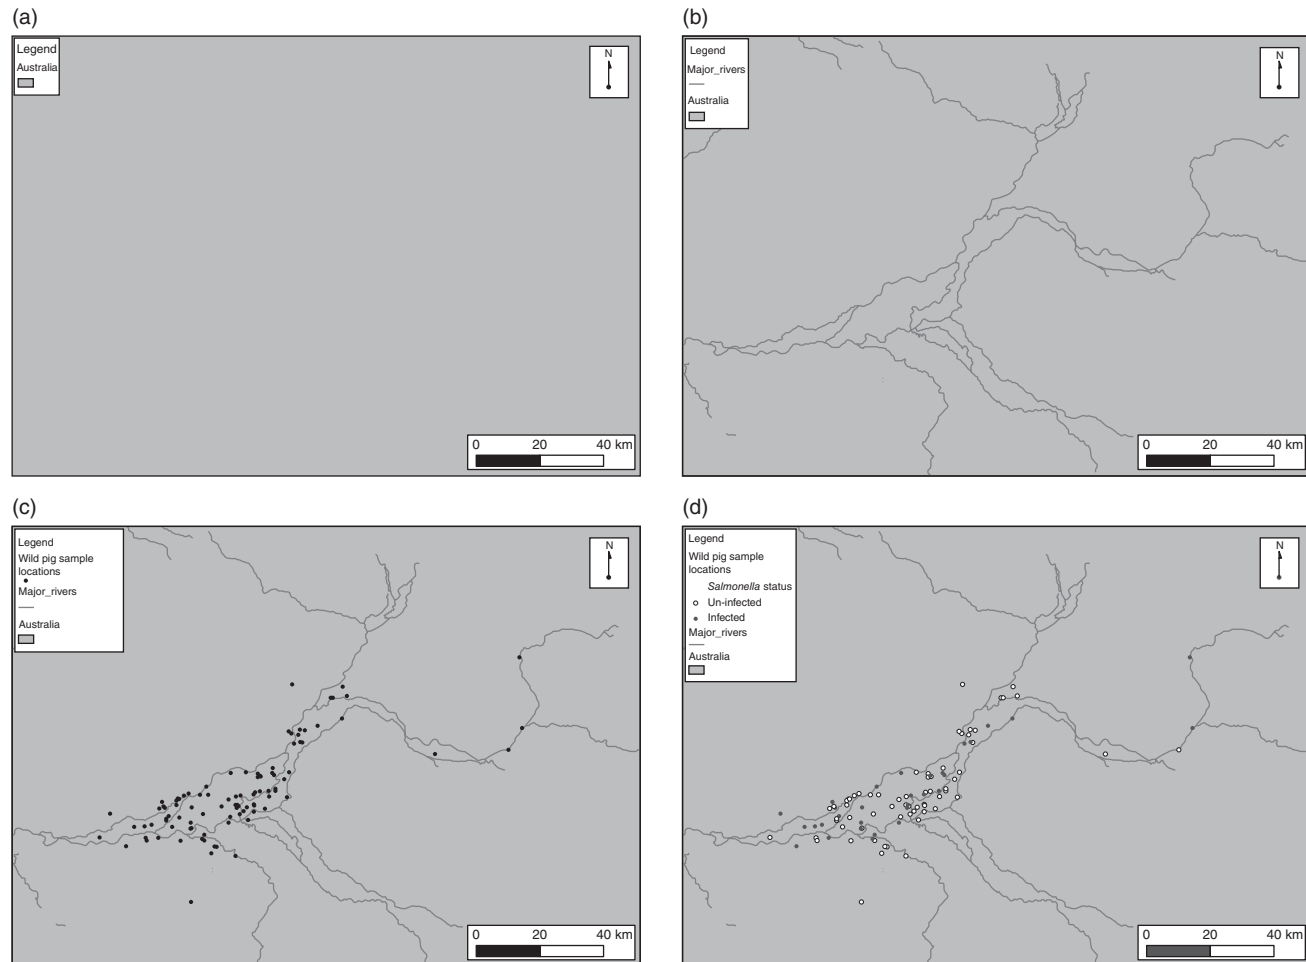 (a)
Legend
Australia
N
0 20 40 km
(b)
Legend
Major_rivers
Australia
N
0 20 40 km
(c)
Legend
Wild pig sample
locations
Major_rivers
Australia
N
0 20 40 km
(d)
Legend
Wild pig sample
locations
Salmonella status
Un-infected
Infected
Major_rivers
Australia
N
0 20 40 km